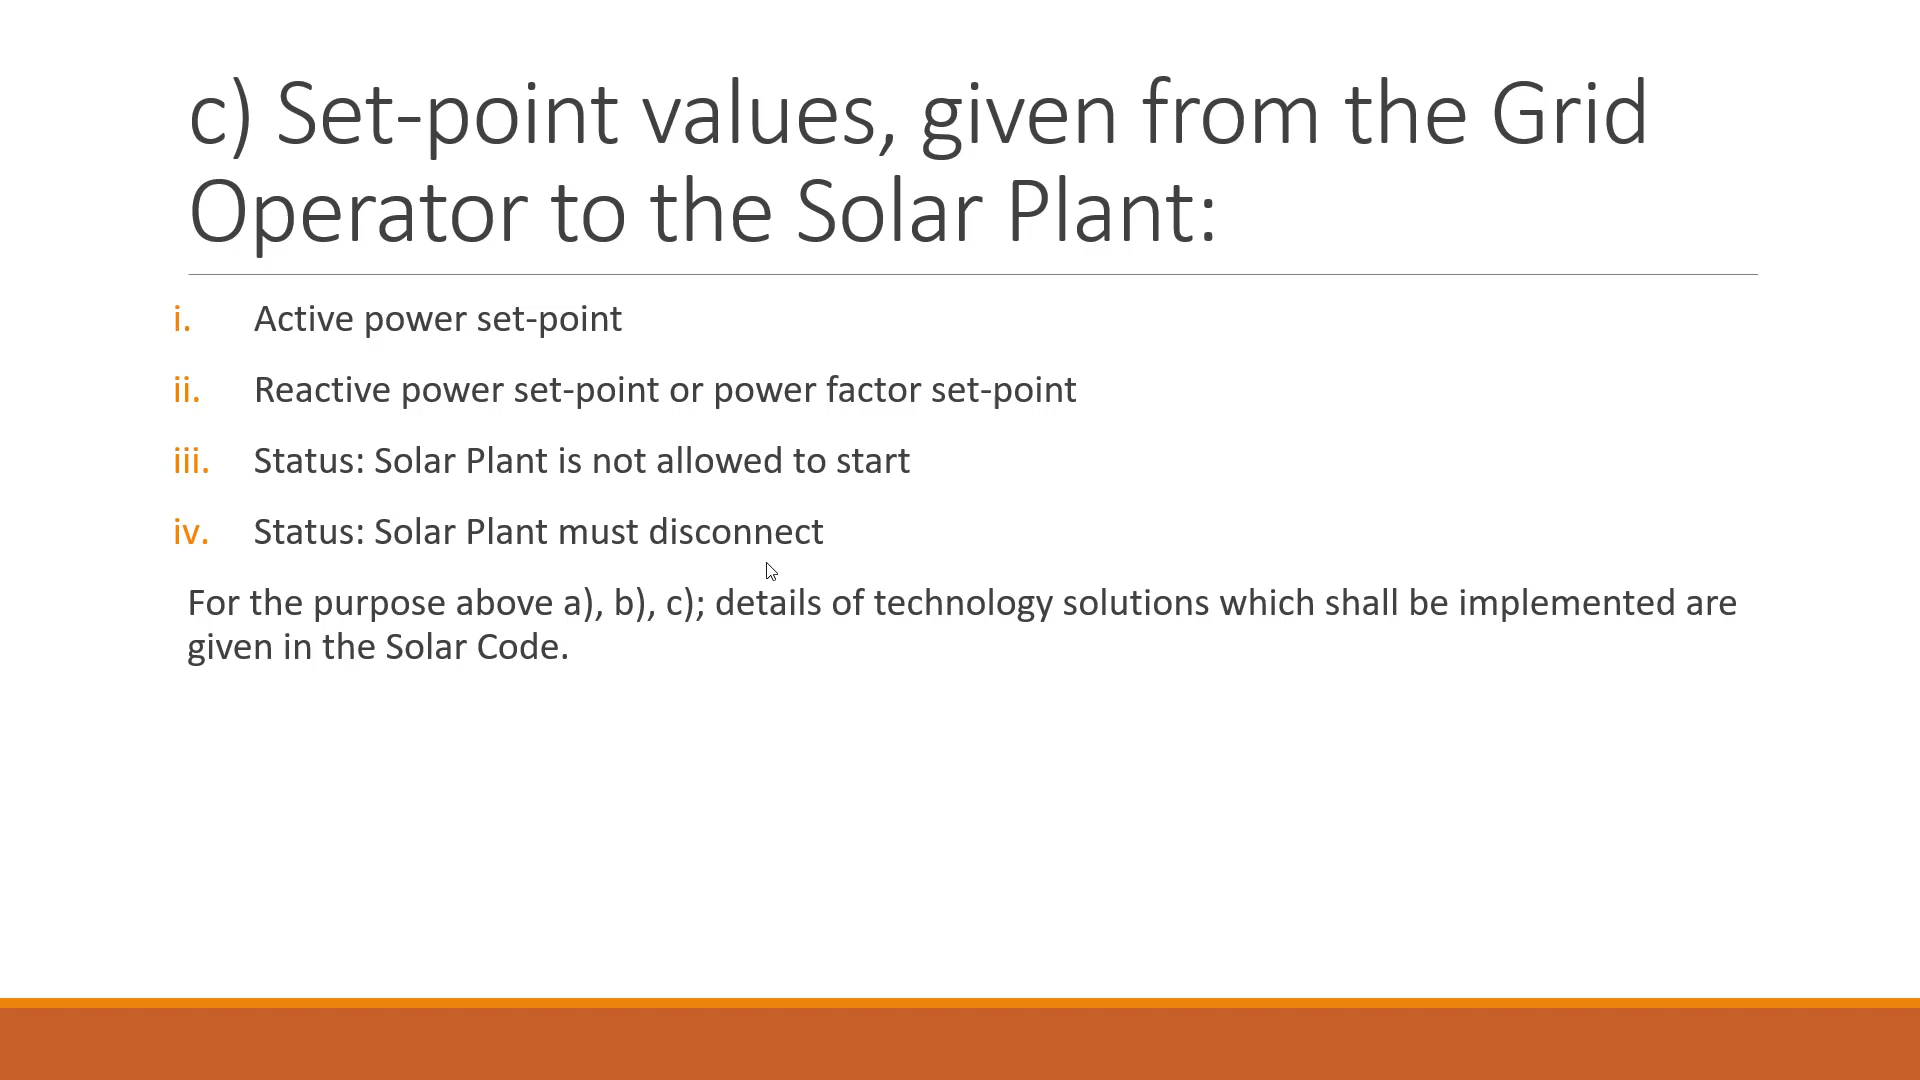 c) Set-point values, given from the Grid
Operator to the Solar Plant:
i. Active power set-point
ii. Reactive power set-point or power factor set-point
iii. Status: Solar Plant is not allowed to start
iv. Status: Solar Plant must disconnect
For the purpose above a), b), c); details of technology solutions which shall be implemented are
given in the Solar Code.